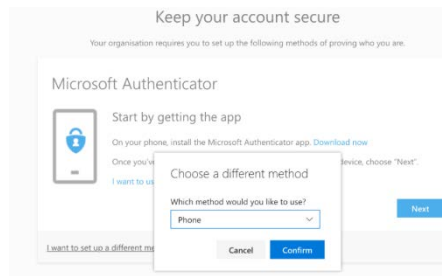 Keep your account secure
Your organisation requires you to set up the following methods of proving who you are.
Microsoft Authenticator
Start by getting the app
On your phone, install the Microsoft Authenticator app. Download now
Once you've device, choose "Next".
I want to us
Choose a different method
Which method would you like to use?
Phone
Next
I want to set up a different me
Cancel Confirm